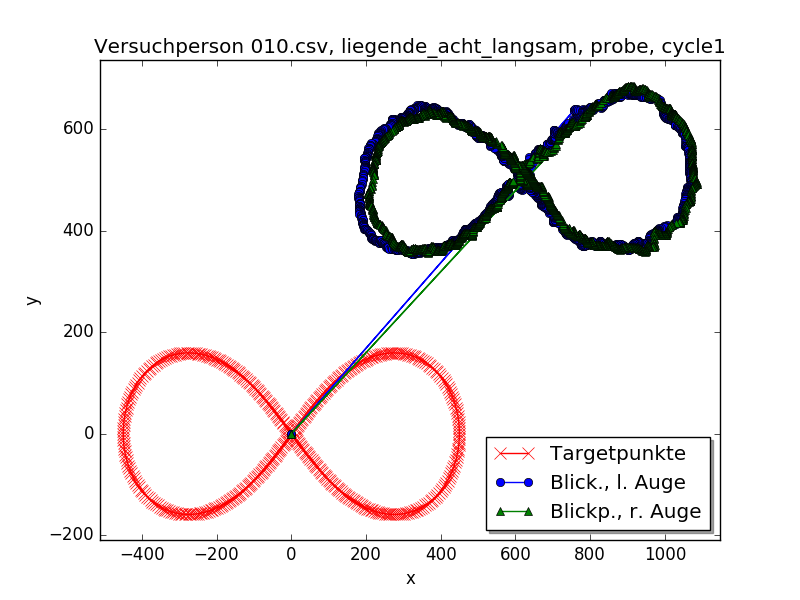 Versuchperson 010.csv, liegende_acht_langsam, probe, cycle1
y
600
400
200
0
−200
−400
−200
0
200
400
600
800
1000
x
Targetpunkte
Blick., l. Auge
Blickp., r. Auge